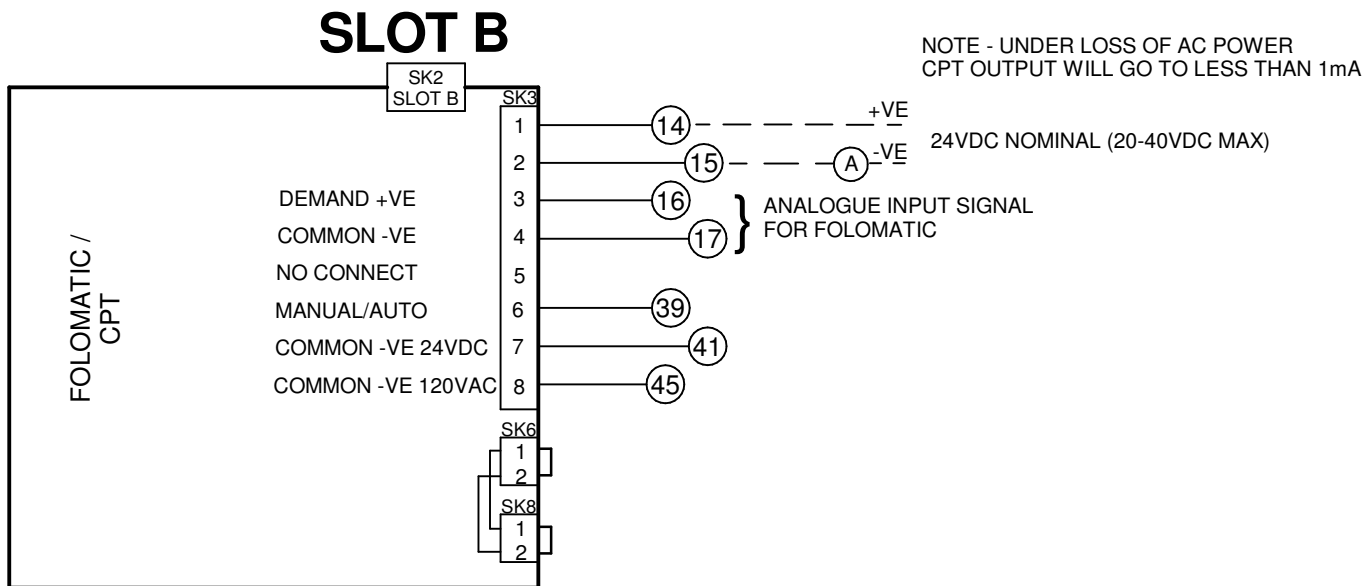 SLOT B
SK2
SLOT B
NOTE - UNDER LOSS OF AC POWER
CPT OUTPUT WILL GO TO LESS THAN 1mA
SK3
1
14
+VE
24VDC NOMINAL (20-40VDC MAX)
2
15
A
-VE
DEMAND +VE
3
16
ANALOGUE INPUT SIGNAL
FOR FOLOMATIC
COMMON -VE
4
17
NO CONNECT
5
MANUAL/AUTO
6
39
COMMON -VE 24VDC
7
41
COMMON -VE 120VAC
8
45
FOLOMATIC /
CPT
SK6
1
2
SK8
1
2